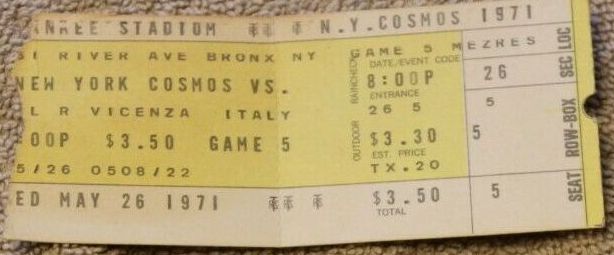 ANKEE STADIUM
N.Y. COSMOS 1971
RIVER AVE BRONX NY
GAME 5 MEZRES
DATE/EVENT CODE
NEW YORK COSMOS VS.
8:00P
26
SEC LOC
RAINCHECK
ENTRANCE
L R VICENZA ITALY
26 5
5
:00P $3.50 GAME 5
OUTDOOR
$3.30
5
ROW-BOX
EST. PRICE
5/26 0508/22
TX .20
ED MAY 26 1971
$3.50
5
SEAT
TOTAL